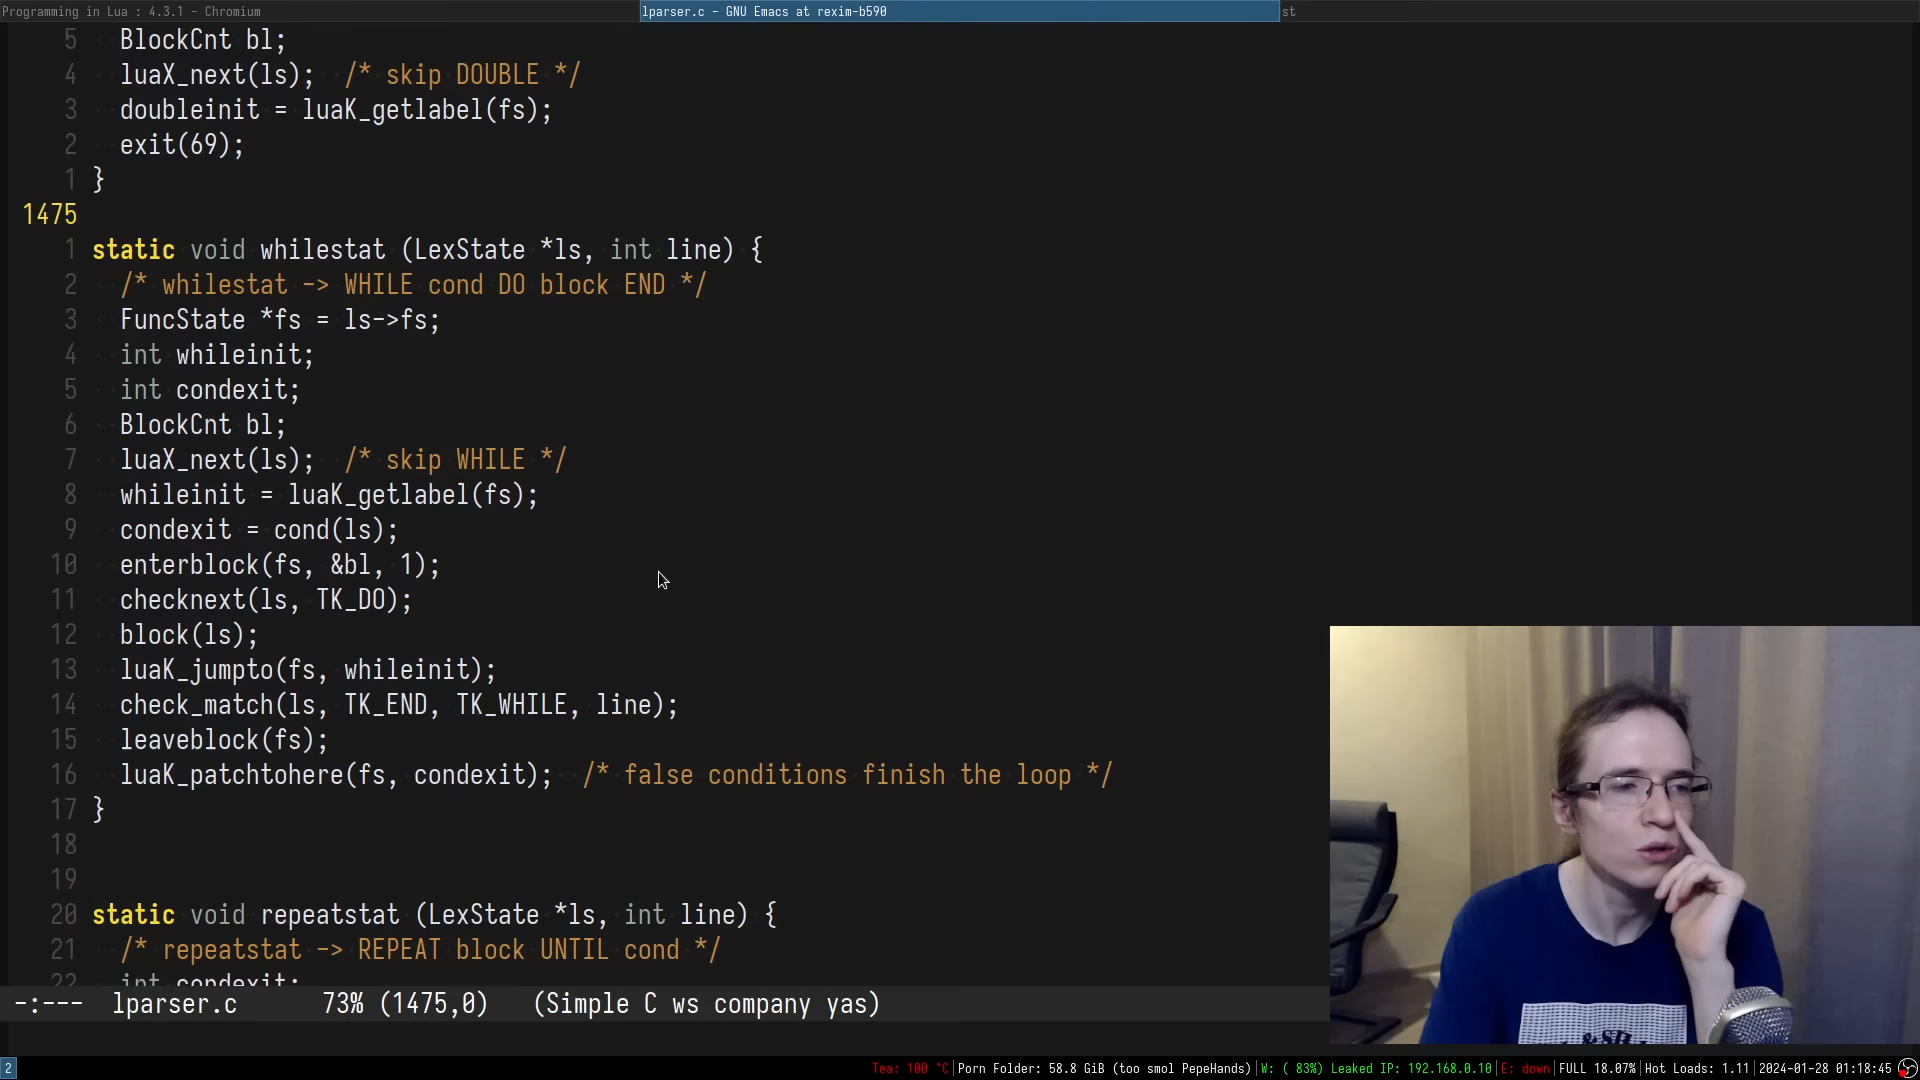 Programming in Lua : 4.3.1 - Chromium
lparser.c - GNU Emacs at rexim-b590
st
5 BlockCnt bl;
4 luaX_next(ls); /* skip DOUBLE */
3 doubleinit = luaK_getlabel(fs);
2 exit(69);
1 }
1475
1 static void whilestat (LexState *ls, int line) {
2 /* whilestat -> WHILE cond DO block END */
3 FuncState *fs = ls->fs;
4 int whileinit;
5 int condexit;
6 BlockCnt bl;
7 luaX_next(ls); /* skip WHILE */
8 whileinit = luaK_getlabel(fs);
9 condexit = cond(ls);
10 enterblock(fs, &bl, 1);
11 checknext(ls, TK_DO);
12 block(ls);
13 luaK_jumpto(fs, whileinit);
14 check_match(ls, TK_END, TK_WHILE, line);
15 leaveblock(fs);
16 luaK_patchtohere(fs, condexit); /* false conditions finish the loop */
17 }
18
19
20 static void repeatstat (LexState *ls, int line) {
21 /* repeatstat -> REPEAT block UNTIL cond */
22 int condexit;
-:--- lparser.c 73% (1475,0) (Simple C ws company yas)
2
Tea: 100 °C|Porn Folder: 58.8 GiB (too smol PepeHands)|W: ( 83%) Leaked IP: 192.168.0.10|E: down|FULL 18.07%|Hot Loads: 1.11|2024-01-28 01:18:45